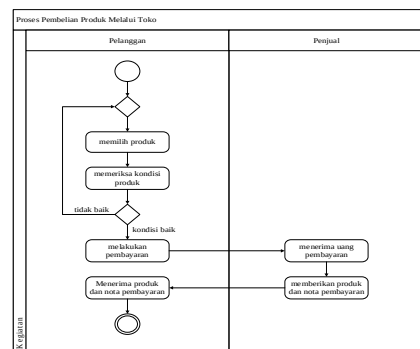 Proses Pembelian Produk Melalui Toko
Pelanggan
Penjual
memilih produk
memeriksa kondisi
produk
tidak baik
kondisi baik
melakukan
pembayaran
menerima uang
pembayaran
Menerima produk
dan nota pembayaran
memberikan produk
dan nota pembayaran
Kegiatan